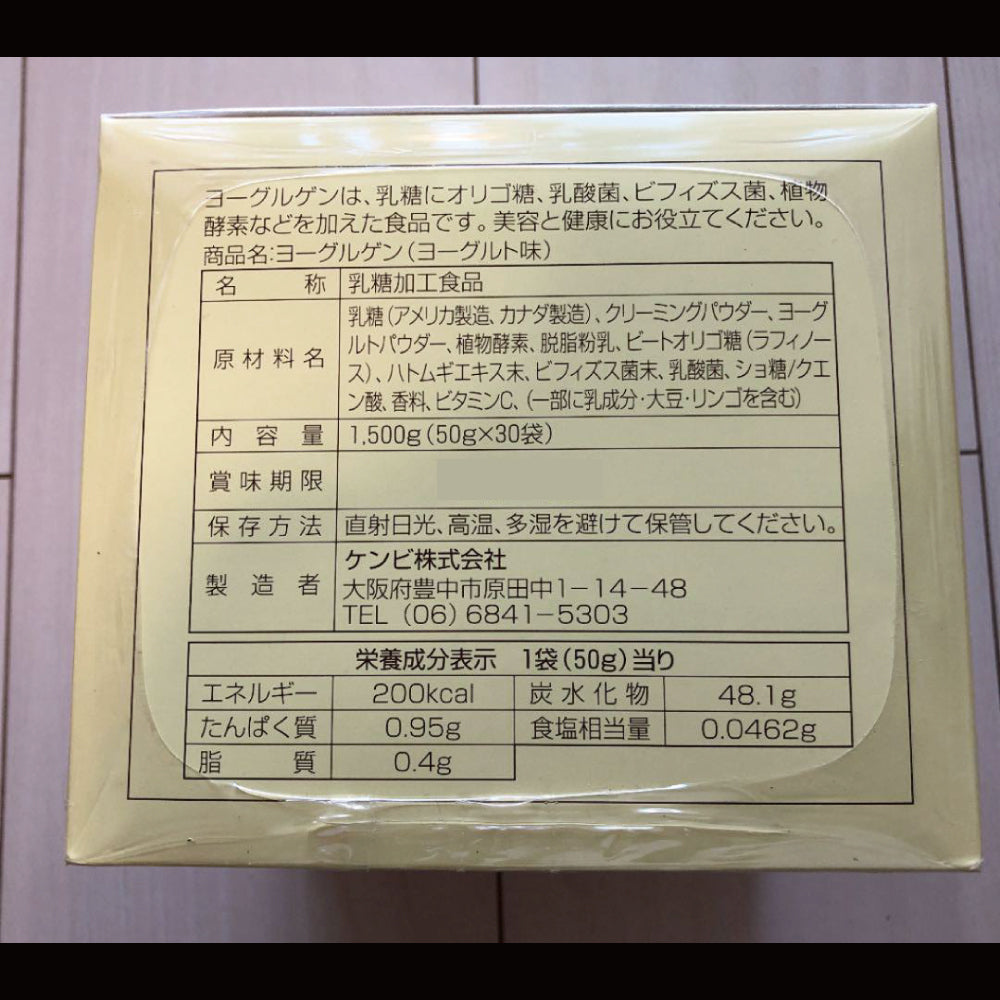 ヨーグルゲンは、乳糖にオリゴ糖、乳酸菌、ビフィズス菌、植物
酵素などを加えた食品です。美容と健康にお役立てください。
商品名:ヨーグルゲン(ヨーグルト味)
名称 乳糖加工食品
原材料名 乳糖(アメリカ製造、カナダ製造)、クリーミングパウダー、ヨーグ
ルトパウダー、植物酵素、脱脂粉乳、ビートオリゴ糖(ラフィノー
ス)、ハトムギエキス末、ビフィズス菌末、乳酸菌、ショ糖/クエ
ン酸、香料、ビタミンC、(一部に乳成分・大豆・リンゴを含む)
内容量 1,500g(50g×30袋)
賞味期限
保存方法 直射日光、高温、多湿を避けて保管してください。
製造者 ケンビ株式会社
大阪府豊中市原田中1-14-48
TEL (06)6841-5303
栄養成分表示 1袋(50g)当り
エネルギー 200kcal 炭水化物 48.1g
たんぱく質 0.95g 食塩相当量 0.0462g
脂質 0.4g